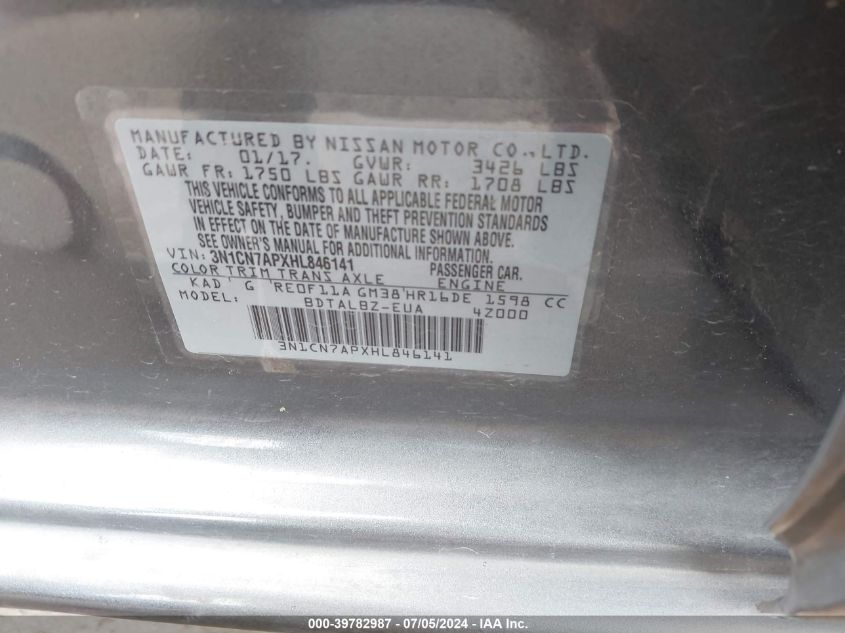 MANUFACTURED BY NISSAN MOTOR CO.,LTD.
DATE: 01/17. GVWR: 3426 LBS
GAWR FR: 1750 LBS GAWR RR: 1708 LBS
THIS VEHICLE CONFORMS TO ALL APPLICABLE FEDERAL MOTOR
VEHICLE SAFETY, BUMPER AND THEFT PREVENTION STANDARDS
IN EFFECT ON THE DATE OF MANUFACTURE SHOWN ABOVE.
SEE OWNER'S MANUAL FOR ADDITIONAL INFORMATION.
VIN: 3N1CN7APXHL846141 PASSENGER CAR.
COLOR TRIM TRANS AXLE ENGINE
KAD G RE0F11A GM38 HR16DE 1598 CC
MODEL: BDTALBZ-EUA 4Z000
3N1CN7APXHL846141
000-39782987 - 07/05/2024 - IAA Inc.